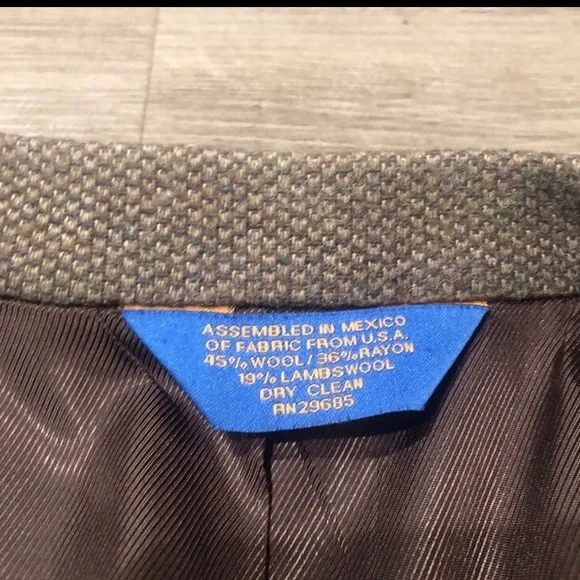 ASSEMBLED IN MEXICO
OF FABRIC FROM U.S.A.
45% WOOL / 36% RAYON
19% LAMBSWOOL
DRY CLEAN
RN29685